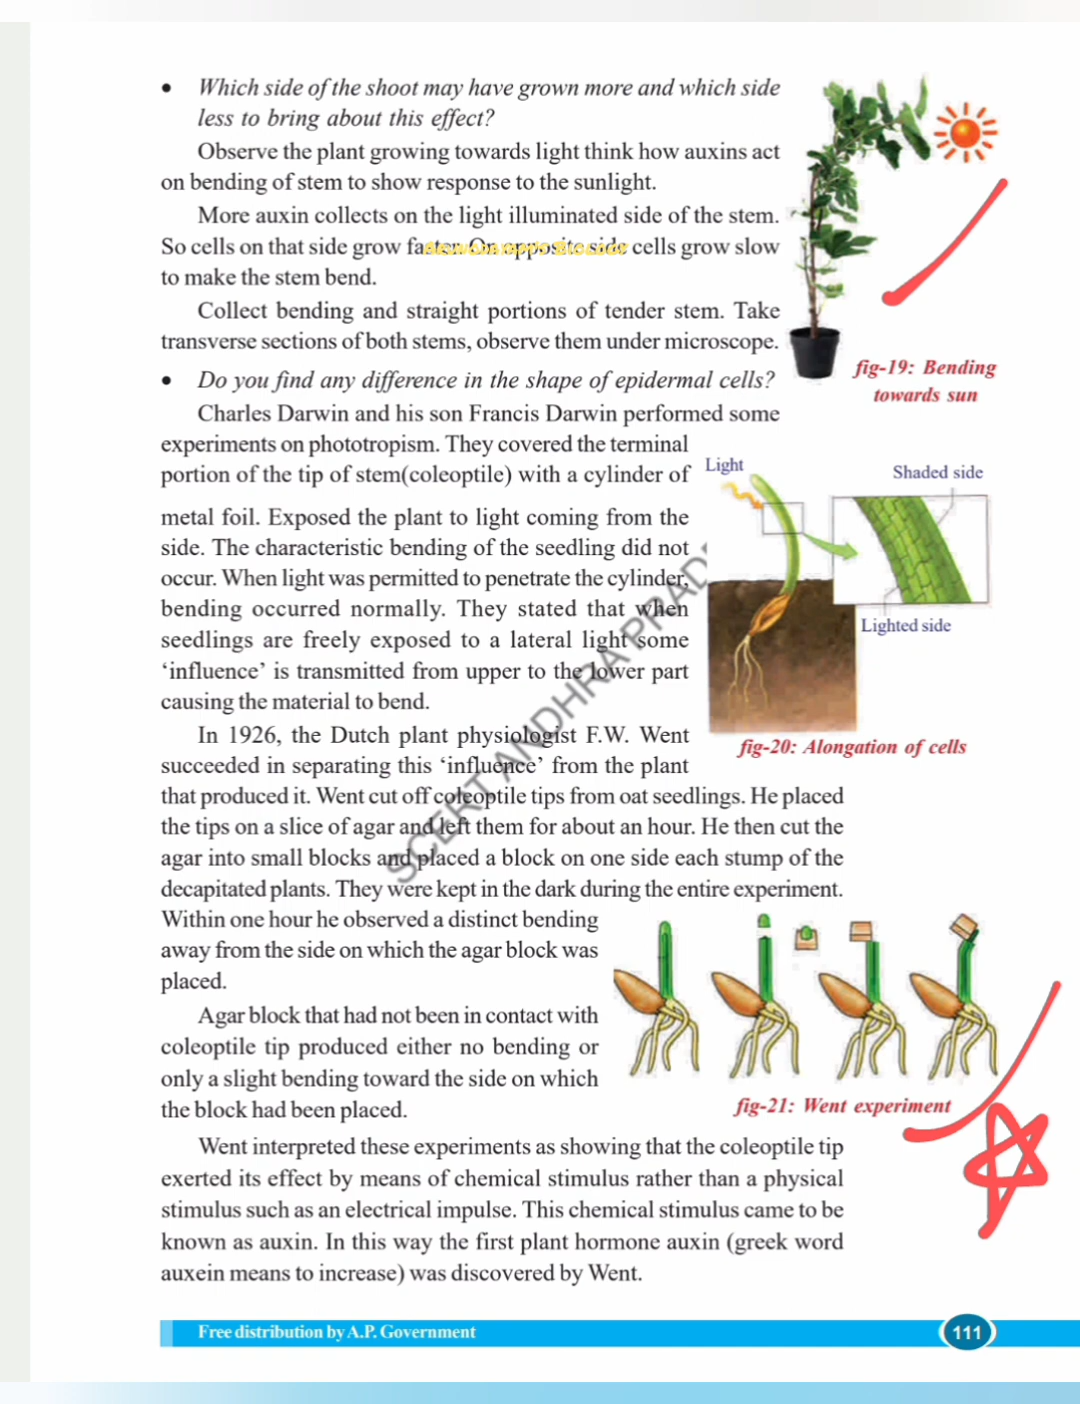 • Which side of the shoot may have grown more and which side
less to bring about this effect?
Observe the plant growing towards light think how auxins act
on bending of stem to show response to the sunlight.
More auxin collects on the light illuminated side of the stem.
So cells on that side grow faster. On opposite side cells grow slow
to make the stem bend.
Collect bending and straight portions of tender stem. Take
transverse sections of both stems, observe them under microscope.
fig-19: Bending
towards sun
• Do you find any difference in the shape of epidermal cells?
Charles Darwin and his son Francis Darwin performed some
experiments on phototropism. They covered the terminal
portion of the tip of stem(coleoptile) with a cylinder of
metal foil. Exposed the plant to light coming from the
side. The characteristic bending of the seedling did not
occur. When light was permitted to penetrate the cylinder,
bending occurred normally. They stated that when
seedlings are freely exposed to a lateral light some
‘influence’ is transmitted from upper to the lower part
causing the material to bend.
Light
Shaded side
Lighted side
fig-20: Alongation of cells
In 1926, the Dutch plant physiologist F.W. Went
succeeded in separating this ‘influence’ from the plant
that produced it. Went cut off coleoptile tips from oat seedlings. He placed
the tips on a slice of agar and left them for about an hour. He then cut the
agar into small blocks and placed a block on one side each stump of the
decapitated plants. They were kept in the dark during the entire experiment.
Within one hour he observed a distinct bending
away from the side on which the agar block was
placed.
Agar block that had not been in contact with
coleoptile tip produced either no bending or
only a slight bending toward the side on which
the block had been placed.
fig-21: Went experiment
Went interpreted these experiments as showing that the coleoptile tip
exerted its effect by means of chemical stimulus rather than a physical
stimulus such as an electrical impulse. This chemical stimulus came to be
known as auxin. In this way the first plant hormone auxin (greek word
auxein means to increase) was discovered by Went.
SCERT ANDHRA PRAD
Free distribution by A.P. Government
111